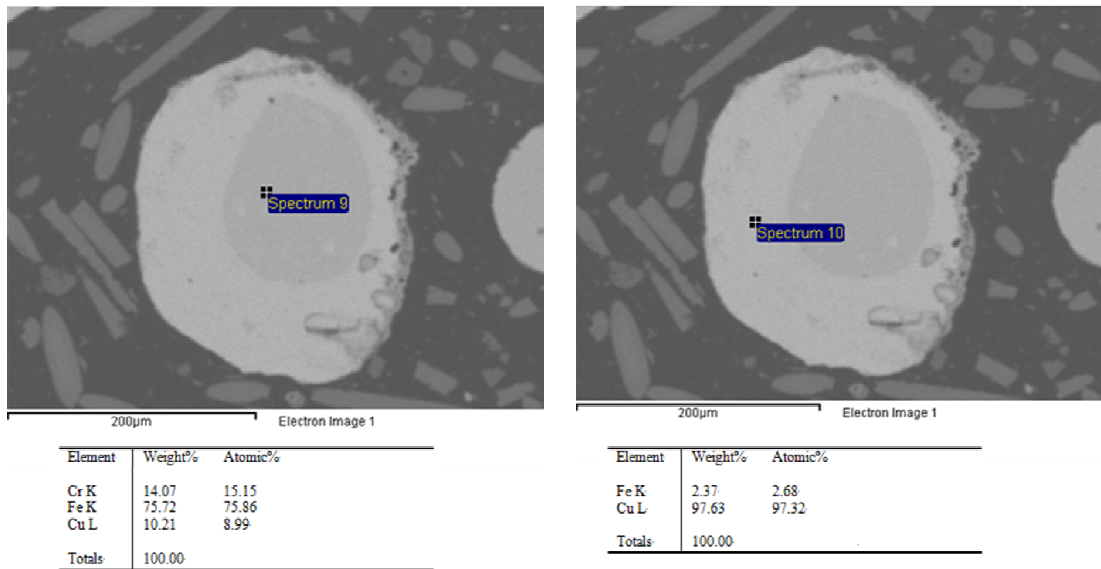 Spectrum 9
200µm
Electron Image 1
Element Weight% Atomic%
Cr K 14.07 15.15
Fe K 75.72 75.86
Cu L 10.21 8.99
Totals 100.00
Spectrum 10
200µm
Electron Image 1
Element Weight% Atomic%
Fe K 2.37 2.68
Cu L 97.63 97.32
Totals 100.00